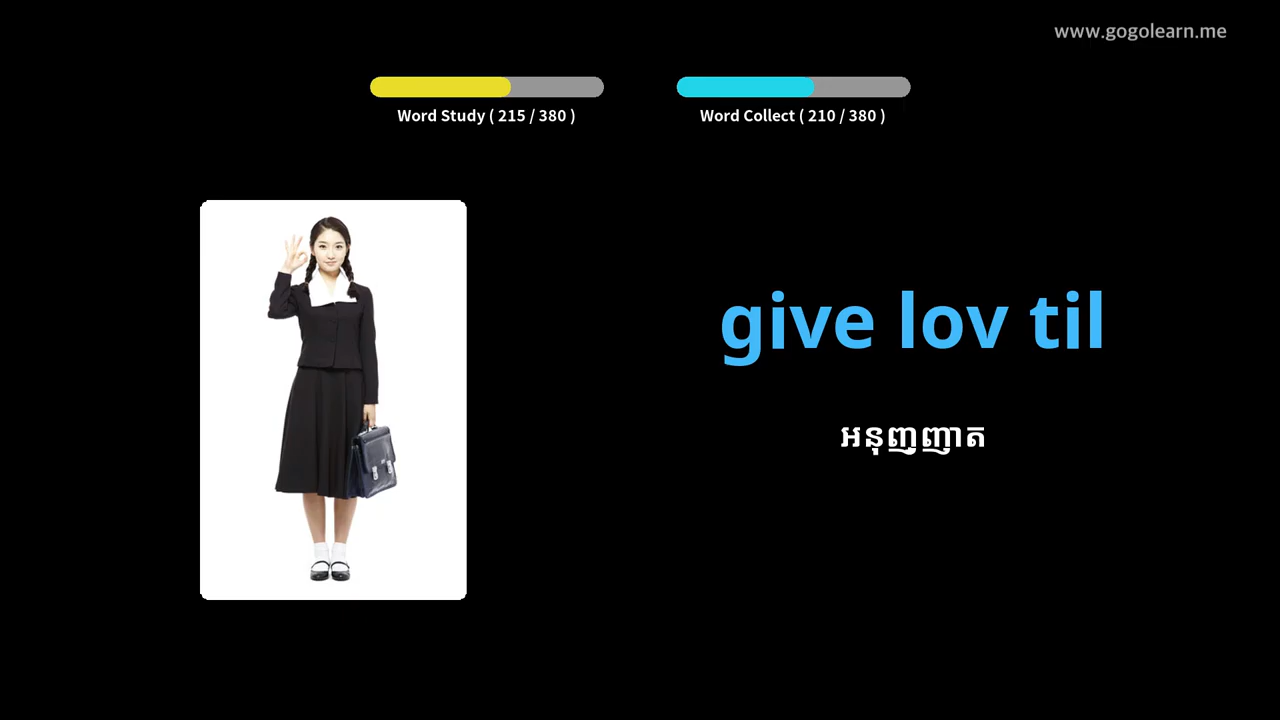 www.gogolearn.me
Word Study ( 215 / 380 )
Word Collect ( 210 / 380 )
give lov til
អនុញ្ញាត